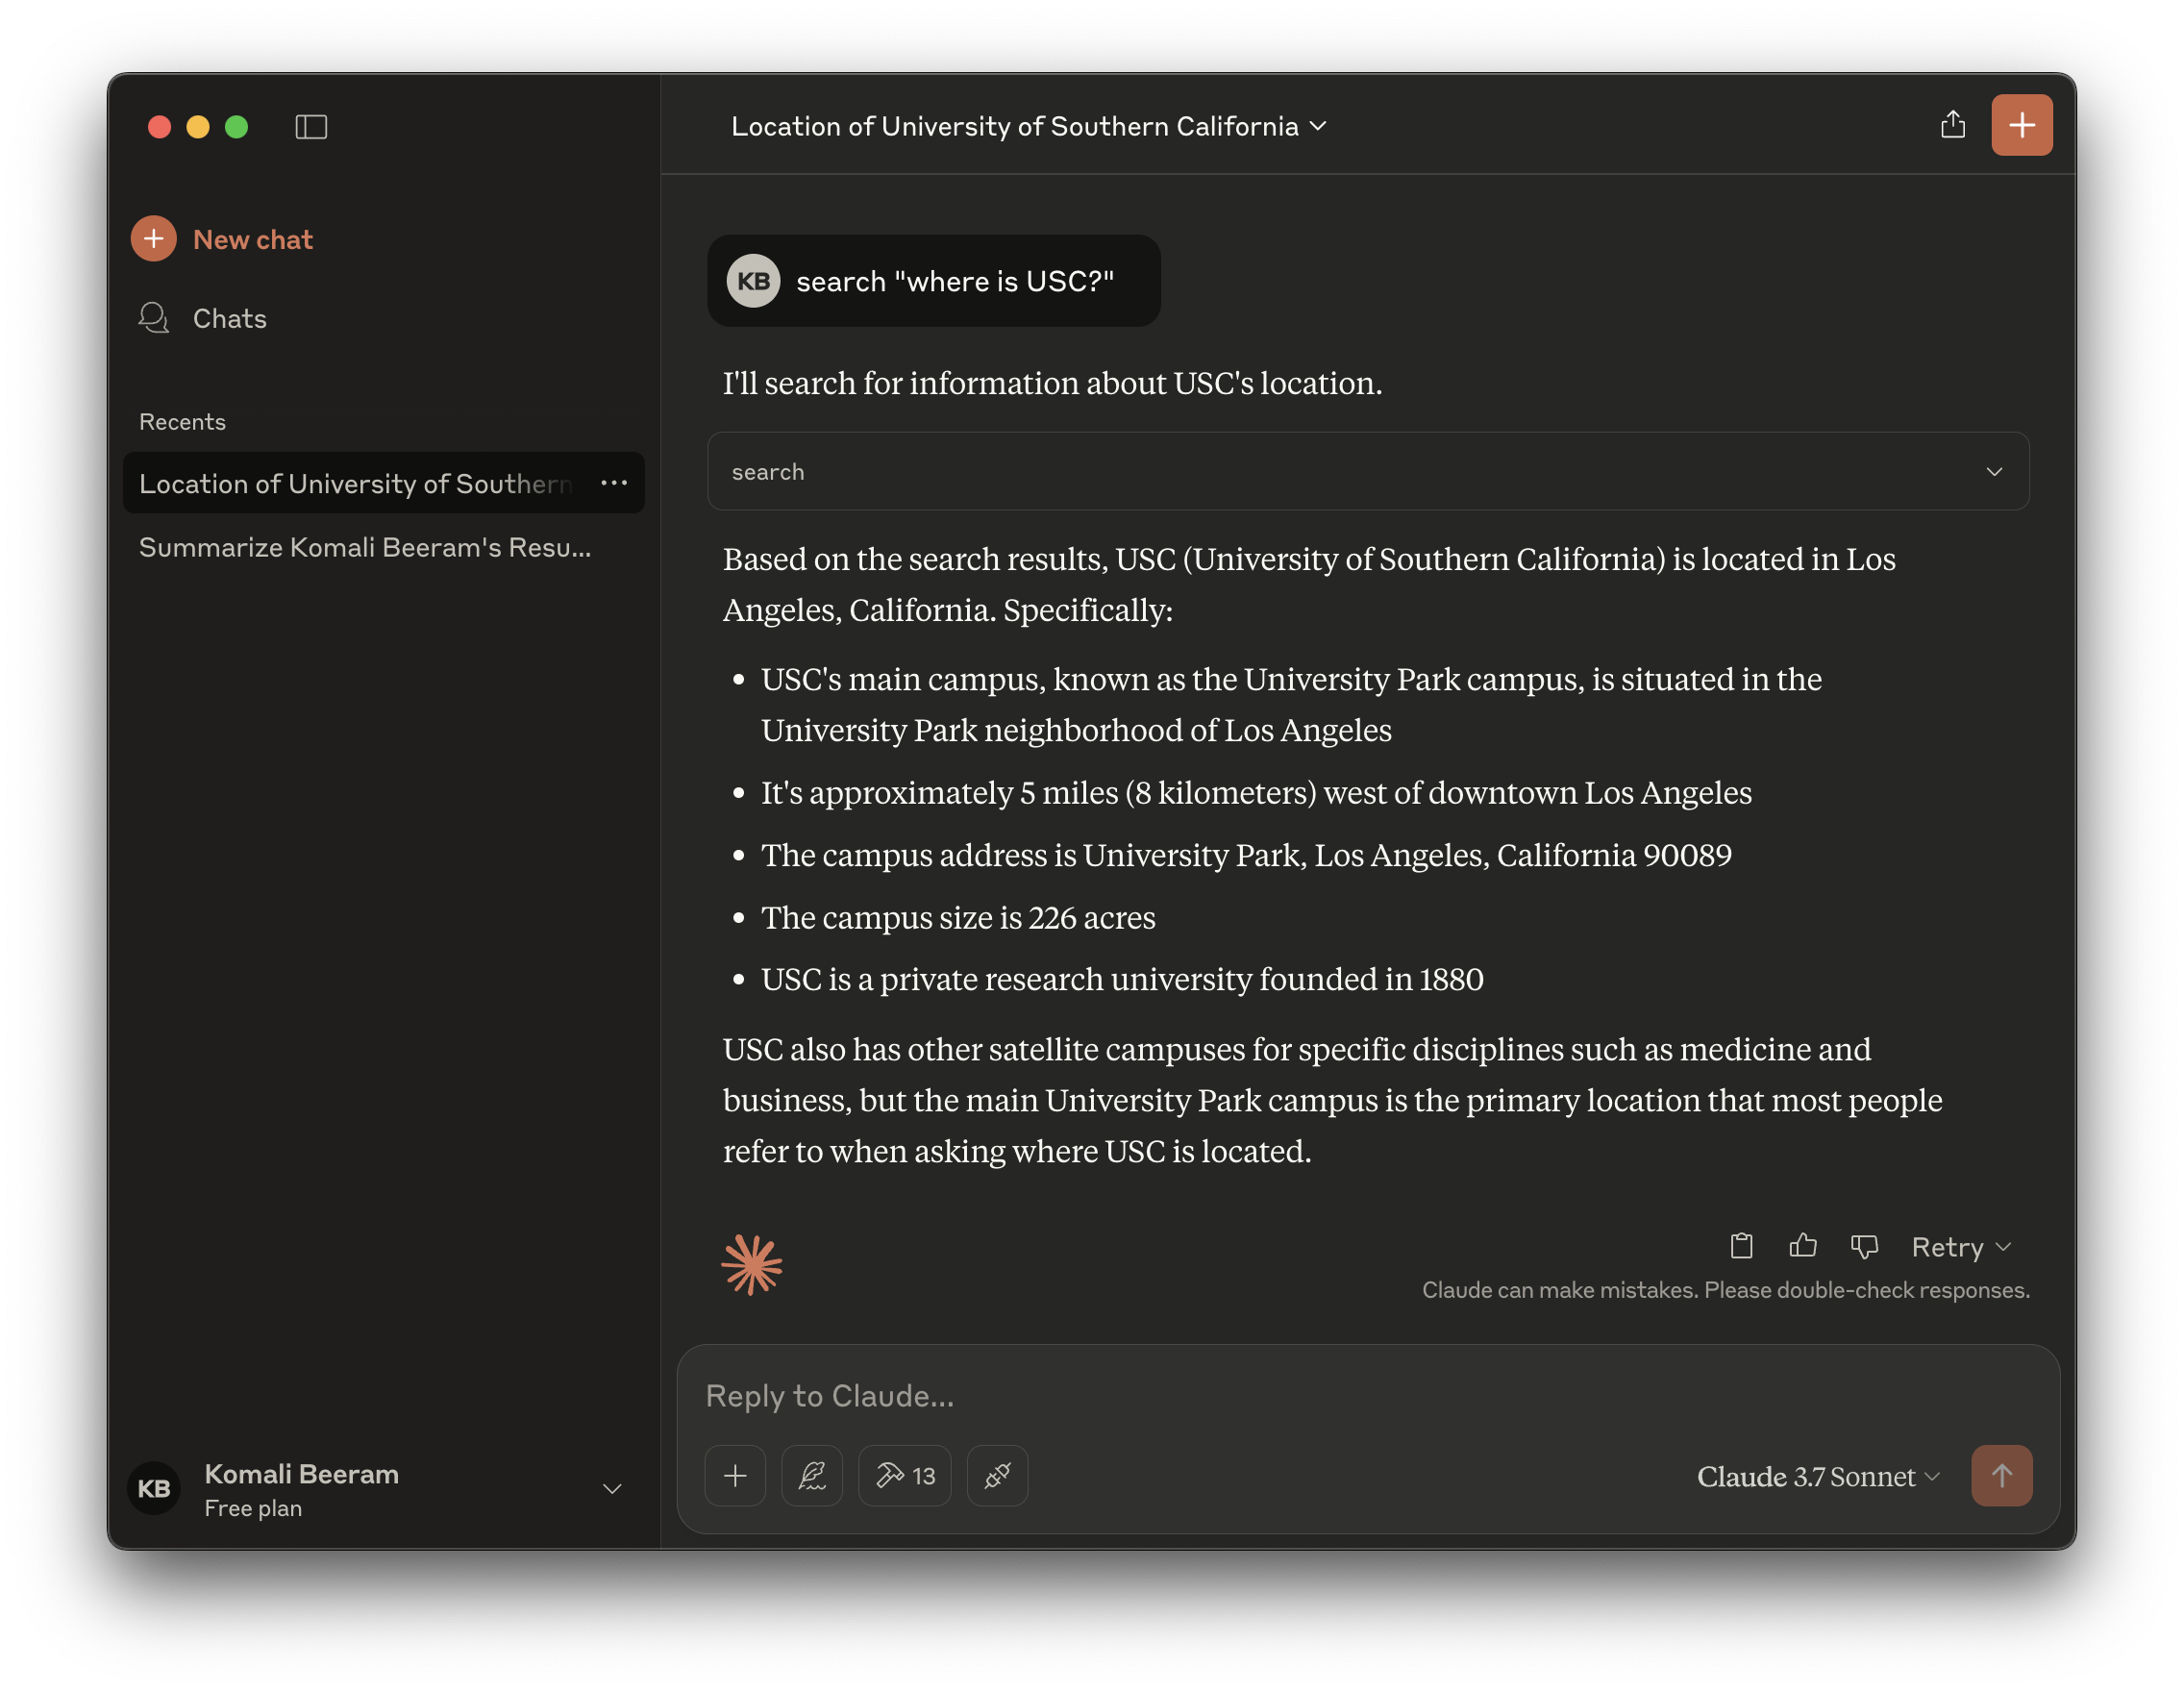 Location of University of Southern California
New chat
Chats
Recents
Location of University of Southern
Summarize Komali Beeram's Resu...
KB
Komali Beeram
Free plan
KB search "where is USC?"
I'll search for information about USC's location.
search
Based on the search results, USC (University of Southern California) is located in Los
Angeles, California. Specifically:
• USC's main campus, known as the University Park campus, is situated in the
University Park neighborhood of Los Angeles
• It's approximately 5 miles (8 kilometers) west of downtown Los Angeles
• The campus address is University Park, Los Angeles, California 90089
• The campus size is 226 acres
• USC is a private research university founded in 1880
USC also has other satellite campuses for specific disciplines such as medicine and
business, but the main University Park campus is the primary location that most people
refer to when asking where USC is located.
Retry
Claude can make mistakes. Please double-check responses.
Reply to Claude...
13
Claude 3.7 Sonnet